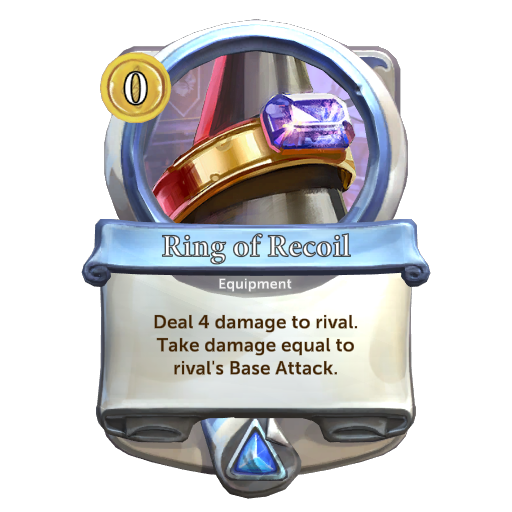 0
Ring of Recoil
Equipment
Deal 4 damage to rival.
Take damage equal to
rival's Base Attack.